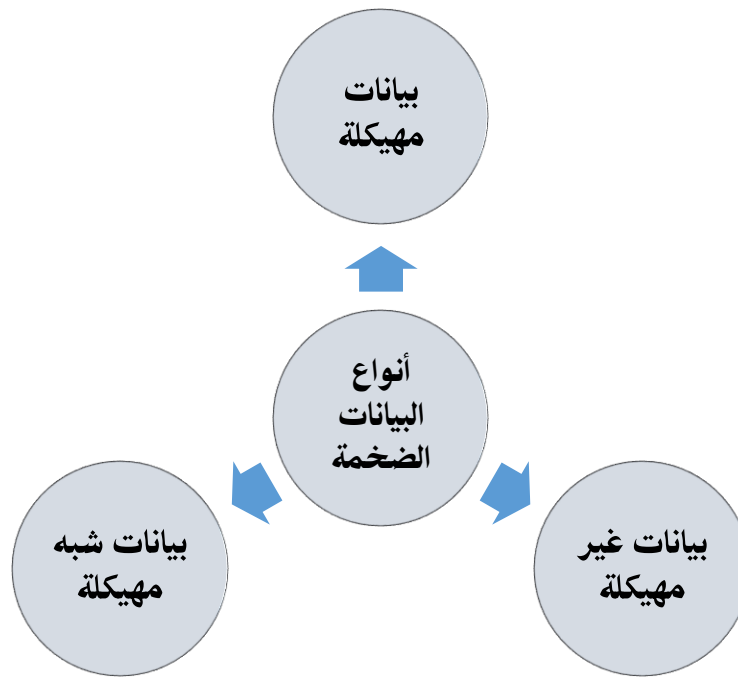 بيانات
مهيكلة
أنواع
البيانات
الضخمة
بيانات غير
مهيكلة
بيانات شبه
مهيكلة